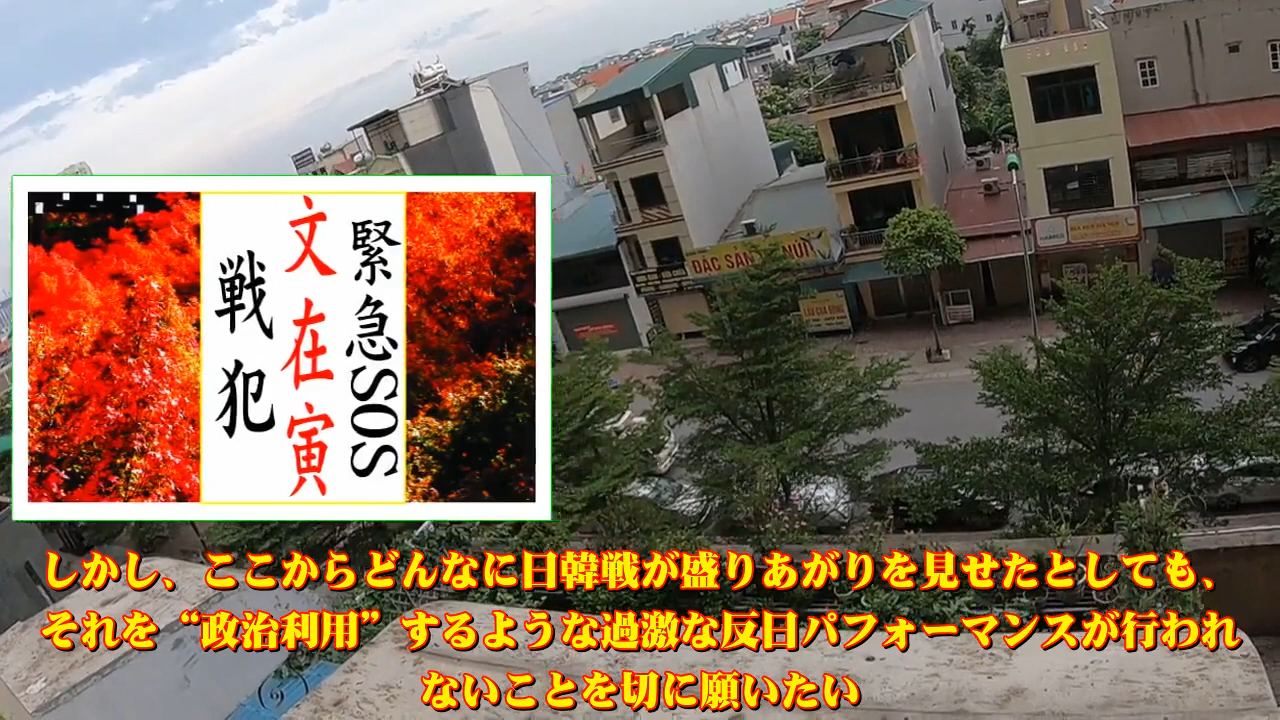 緊急SOS
文在寅
戦犯
ĐẶC SẢN
NÚI
LẨU CUA ĐỒNG
しかし、ここからどんなに日韓戦が盛りあがりを見せたとしても、
それを“政治利用”するような過激な反日パフォーマンスが行われ
ないことを切に願いたい